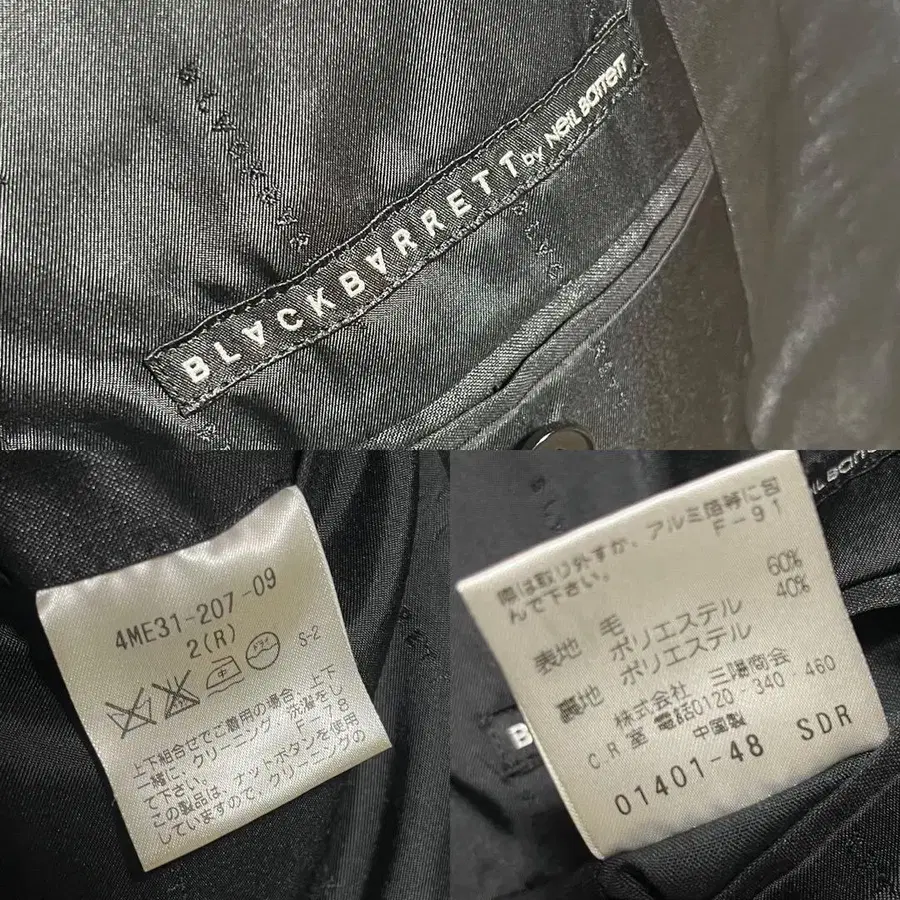 BLACKBARRETT by Neil Barrett
4ME31-207-09
2(R)
ドライ
S-2
上下組合せでご着用の場合、上下
一緒に、クリーニング、洗濯をし
て下さい。 F-18
この製品は、ナットボタンを使用
していますので、クリーニングの
F-91
際は取り外すか、アルミ箔等に包
んで下さい。
表地 毛 60%
ポリエステル 40%
裏地 ポリエステル
株式会社 三陽商会
C.R室 電話0120-340-460
中国製
01401-48 SDR
B
Neil Barrett